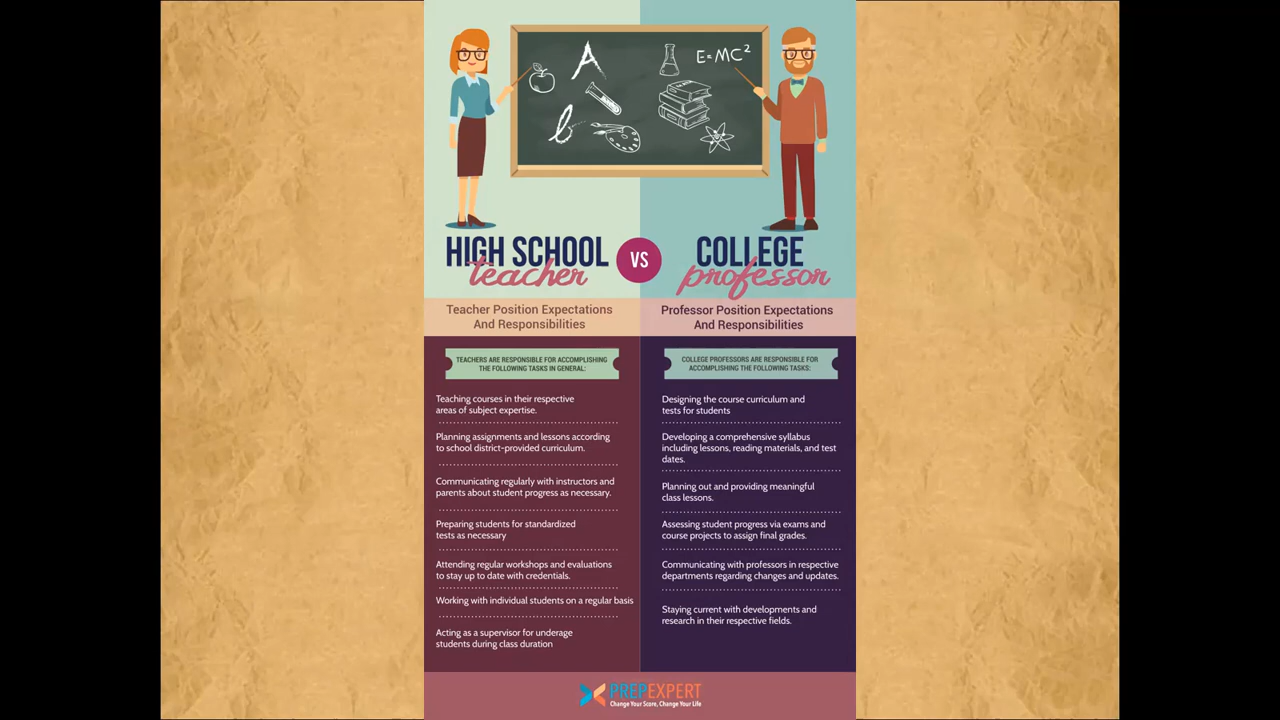 A
E=MC²
HIGH SCHOOL
teacher
VS
COLLEGE
professor
Teacher Position Expectations
And Responsibilities
TEACHERS ARE RESPONSIBLE FOR ACCOMPLISHING
THE FOLLOWING TASKS IN GENERAL:
Teaching courses in their respective
areas of subject expertise.
Planning assignments and lessons according
to school district-provided curriculum.
Communicating regularly with instructors and
parents about student progress as necessary.
Preparing students for standardized
tests as necessary
Attending regular workshops and evaluations
to stay up to date with credentials.
Working with individual students on a regular basis
Acting as a supervisor for underage
students during class duration
Professor Position Expectations
And Responsibilities
COLLEGE PROFESSORS ARE RESPONSIBLE FOR
ACCOMPLISHING THE FOLLOWING TASKS:
Designing the course curriculum and
tests for students
Developing a comprehensive syllabus
including lessons, reading materials, and test
dates.
Planning out and providing meaningful
class lessons.
Assessing student progress via exams and
course projects to assign final grades.
Communicating with professors in respective
departments regarding changes and updates.
Staying current with developments and
research in their respective fields.
PREPEXPERT
Change Your Score, Change Your Life